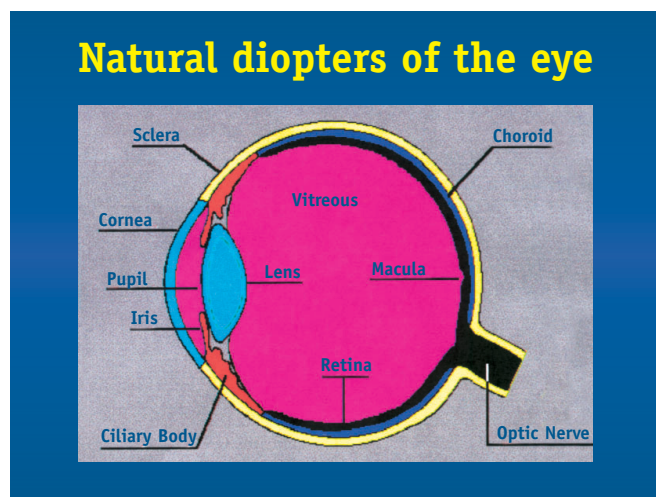 Natural diopters of the eye
Sclera
Choroid
Vitreous
Cornea
Lens
Macula
Pupil
Iris
Retina
Ciliary Body
Optic Nerve